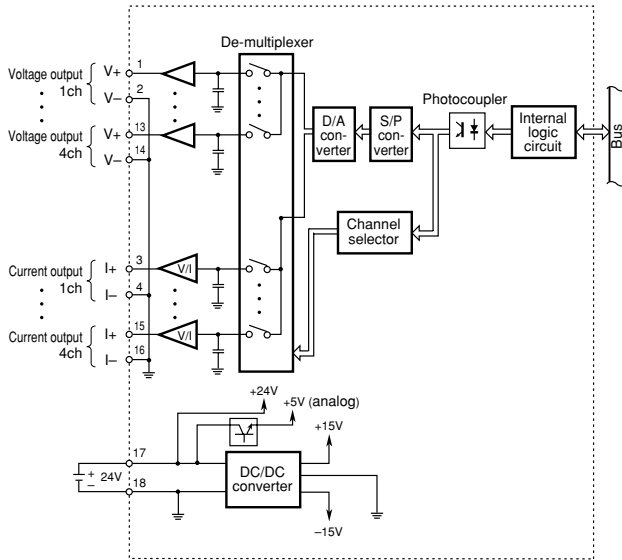 De-multiplexer
Voltage output
1ch
V+
1
V–
2
Voltage output
4ch
V+
13
V–
14
D/A
con-
verter
S/P
con-
verter
Photocoupler
Internal
logic
circuit
Bus
Channel
selector
Current output
1ch
I+
3
I–
4
V/I
Current output
4ch
I+
15
I–
16
V/I
+24V
+5V (analog)
+15V
17
+
–
24V
18
DC/DC
converter
–15V